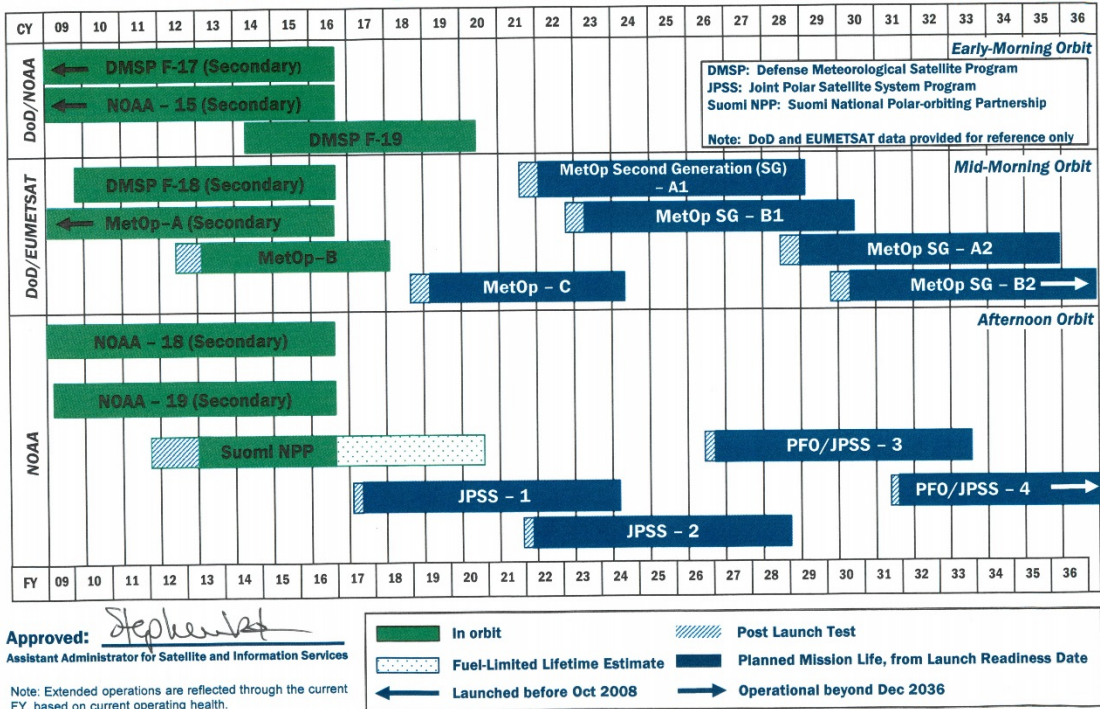 CY 09 10 11 12 13 14 15 16 17 18 19 20 21 22 23 24 25 26 27 28 29 30 31 32 33 34 35 36
DoD/NOAA
Early-Morning Orbit
DMSP F-17 (Secondary)
NOAA – 15 (Secondary)
DMSP F-19
DMSP: Defense Meteorological Satellite Program
JPSS: Joint Polar Satellite System Program
Suomi NPP: Suomi National Polar-orbiting Partnership
Note: DoD and EUMETSAT data provided for reference only
DoD/EUMETSAT
Mid-Morning Orbit
DMSP F-18 (Secondary)
MetOp Second Generation (SG)
– A1
MetOp-A (Secondary
MetOp SG – B1
MetOp-B
MetOp SG – A2
MetOp – C
MetOp SG – B2
NOAA
Afternoon Orbit
NOAA – 18 (Secondary)
NOAA – 19 (Secondary)
Suomi NPP
PFO/JPSS – 3
JPSS – 1
PFO/JPSS – 4
JPSS – 2
FY 09 10 11 12 13 14 15 16 17 18 19 20 21 22 23 24 25 26 27 28 29 30 31 32 33 34 35 36
Approved:
Assistant Administrator for Satellite and Information Services
Note: Extended operations are reflected through the current
FY, based on current operating health.
In orbit
Post Launch Test
Fuel-Limited Lifetime Estimate
Planned Mission Life, from Launch Readiness Date
Launched before Oct 2008
Operational beyond Dec 2036